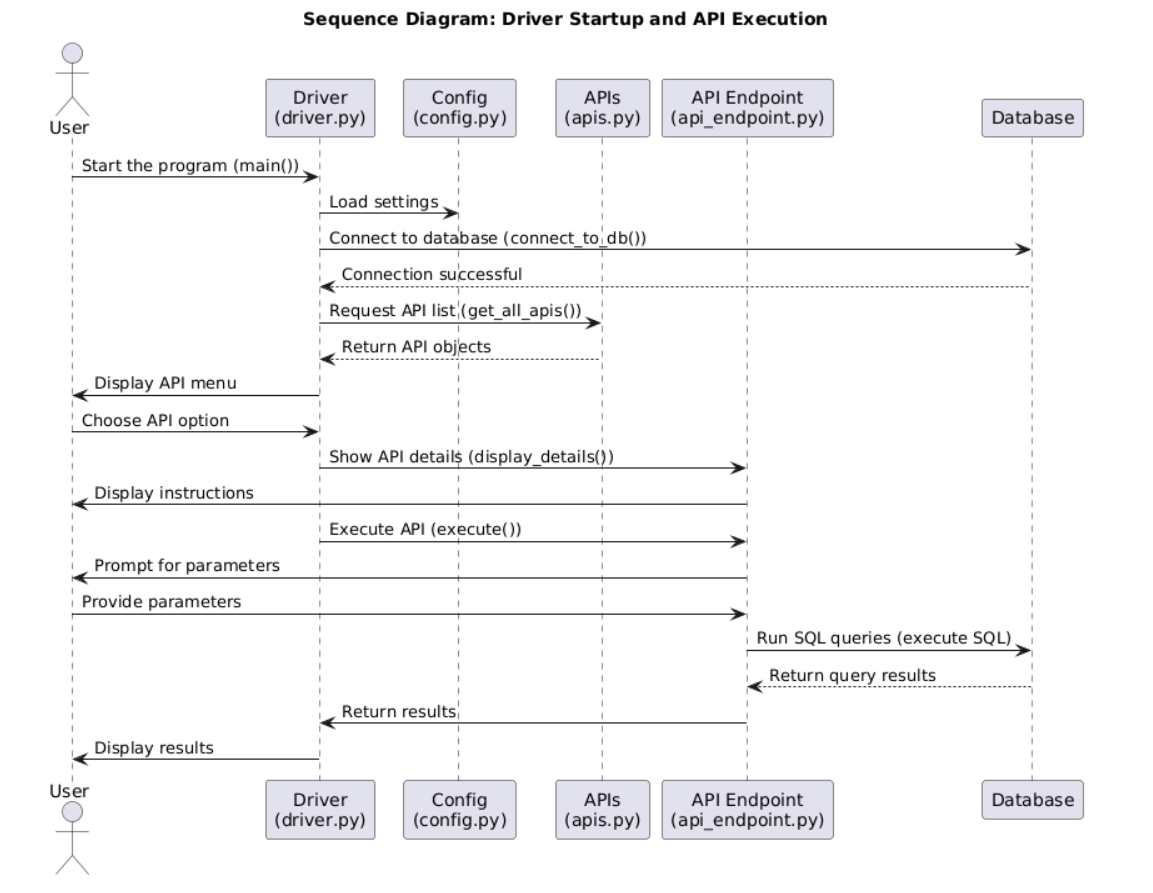 Sequence Diagram: Driver Startup and API Execution
User
Driver
(driver.py)
Config
(config.py)
APIs
(apis.py)
API Endpoint
(api_endpoint.py)
Database
Start the program (main())
Load settings
Connect to database (connect_to_db())
Connection successful
Request API list (get_all_apis())
Return API objects
Display API menu
Choose API option
Show API details (display_details())
Display instructions
Execute API (execute())
Prompt for parameters
Provide parameters
Run SQL queries (execute SQL)
Return query results
Return results
Display results
User
Driver
(driver.py)
Config
(config.py)
APIs
(apis.py)
API Endpoint
(api_endpoint.py)
Database